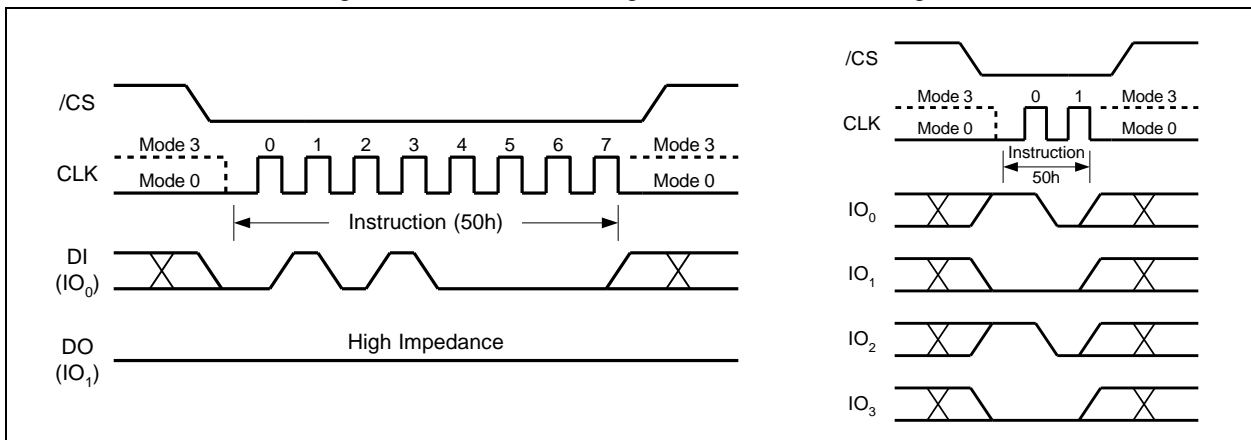 /CS
Mode 3 0 1 2 3 4 5 6 7 Mode 3
CLK Mode 0 Mode 0
Instruction (50h)
DI
(IO0)
DO High Impedance
(IO1)
/CS
Mode 3 0 1 Mode 3
CLK Mode 0 Mode 0
Instruction
50h
IO0
IO1
IO2
IO3